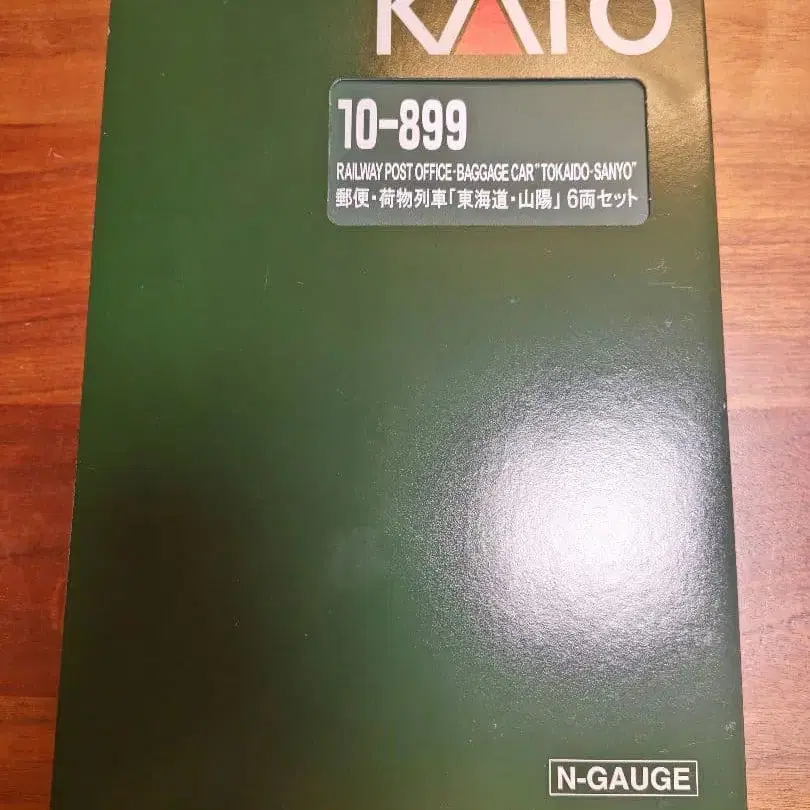 KATO
10-899
RAILWAY POST OFFICE･BAGGAGE CAR"TOKAIDO･SANYO"
郵便･荷物列車「東海道･山陽」6両セット
N-GAUGE